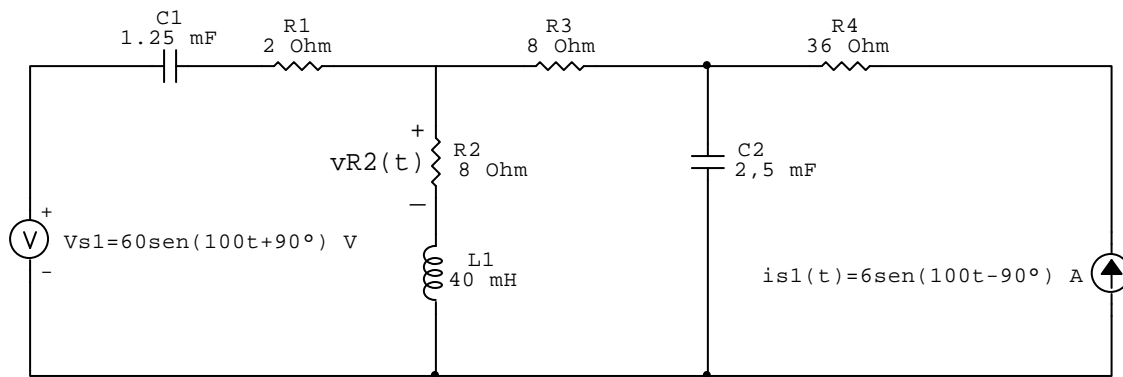 C1
1.25 mF
R1
2 Ohm
R3
8 Ohm
R4
36 Ohm
+
vR2(t)
R2
8 Ohm
−
C2
2,5 mF
+
V
Vs1=60sen(100t+90°) V
-
L1
40 mH
is1(t)=6sen(100t-90°) A